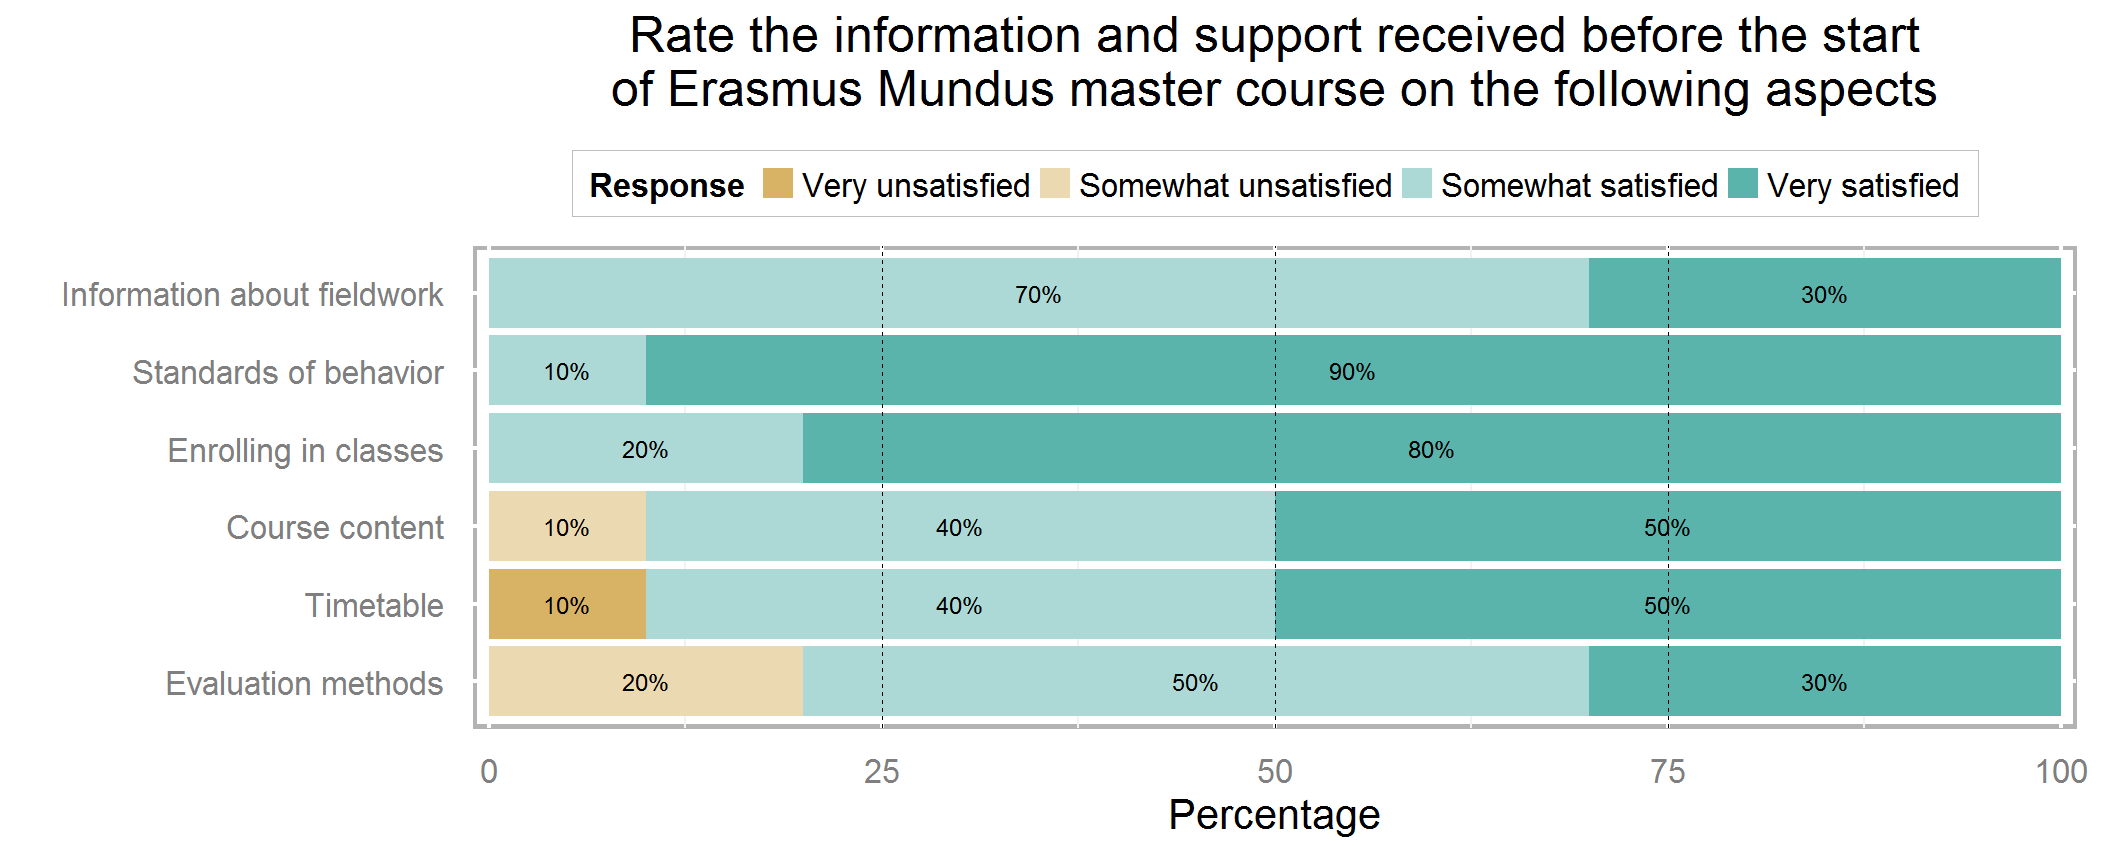 Rate the information and support received before the start
of Erasmus Mundus master course on the following aspects
Response Very unsatisfied Somewhat unsatisfied Somewhat satisfied Very satisfied
Information about fieldwork 70% 30%
Standards of behavior 10% 90%
Enrolling in classes 20% 80%
Course content 10% 40% 50%
Timetable 10% 40% 50%
Evaluation methods 20% 50% 30%
0 25 50 75 100
Percentage